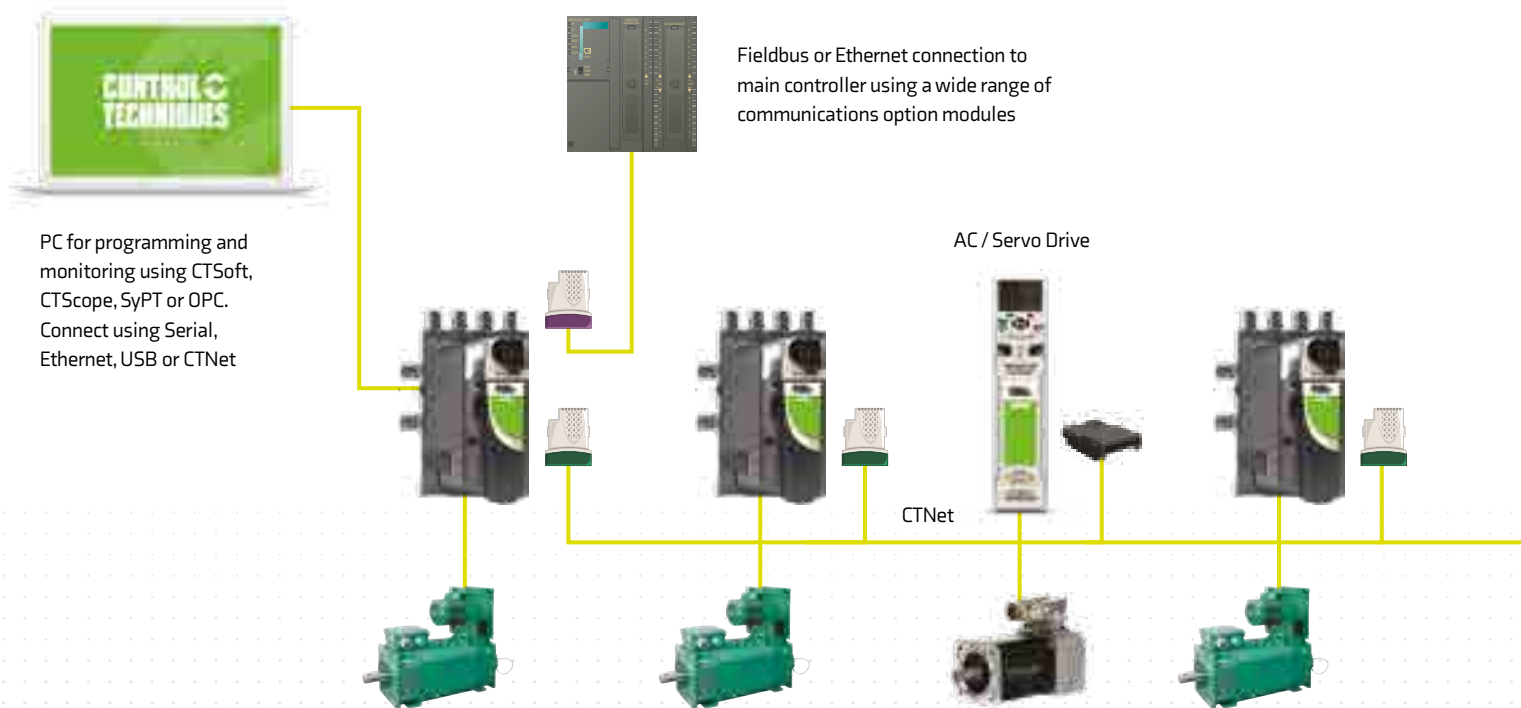 CONTROL
TECHNIQUES
Fieldbus or Ethernet connection to
main controller using a wide range of
communications option modules
PC for programming and
monitoring using CTSoft,
CTScope, SyPT or OPC.
Connect using Serial,
Ethernet, USB or CTNet
AC / Servo Drive
CTNet